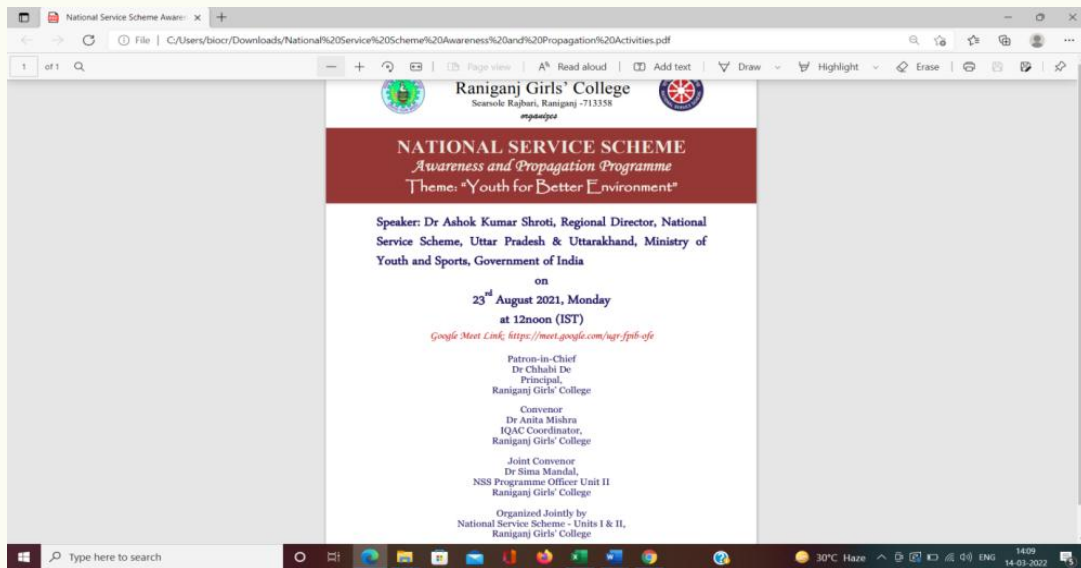 National Service Scheme Awaren
File | C:/Users/biocr/Downloads/National%20Service%20Scheme%20Awareness%20and%20Propagation%20Activities.pdf
1 of 1 Page view Read aloud Add text Draw Highlight Erase
Raniganj Girls' College
Searsole Rajbari, Raniganj -713358
organizes
NATIONAL SERVICE SCHEME
Awareness and Propagation Programme
Theme: "Youth for Better Environment"
Speaker: Dr Ashok Kumar Shroti, Regional Director, National
Service Scheme, Uttar Pradesh & Uttarakhand, Ministry of
Youth and Sports, Government of India
on
23rd August 2021, Monday
at 12noon (IST)
Google Meet Link: https://meet.google.com/ugr-fpib-ofe
Patron-in-Chief
Dr Chhabi De
Principal,
Raniganj Girls' College
Convenor
Dr Anita Mishra
IQAC Coordinator,
Raniganj Girls' College
Joint Convenor
Dr Sima Mandal,
NSS Programme Officer Unit II
Raniganj Girls' College
Organized Jointly by
National Service Scheme - Units I & II,
Raniganj Girls' College
Type here to search
30°C Haze
ENG
14:09
14-03-2022